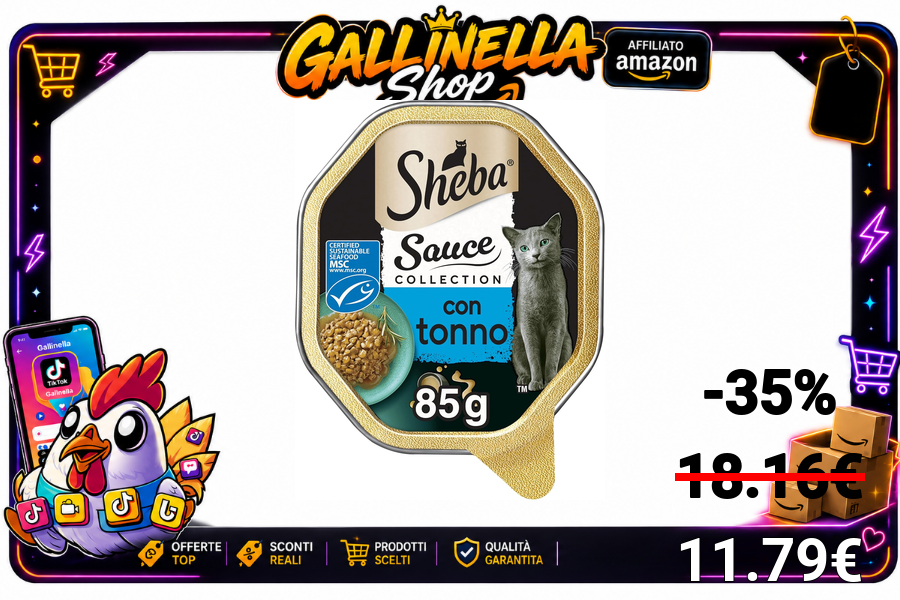 GALLINELLA
Shop
AFFILIATO
amazon
Sheba®
Sauce
COLLECTION
CERTIFIED
SUSTAINABLE
SEAFOOD
MSC
www.msc.org
con
tonno
TM
85g
Gallinella
TikTok
Gallinella
-35%
18.16€
11.79€
OFFERTE
TOP
SCONTI
REALI
PRODOTTI
SCELTI
QUALITÀ
GARANTITA